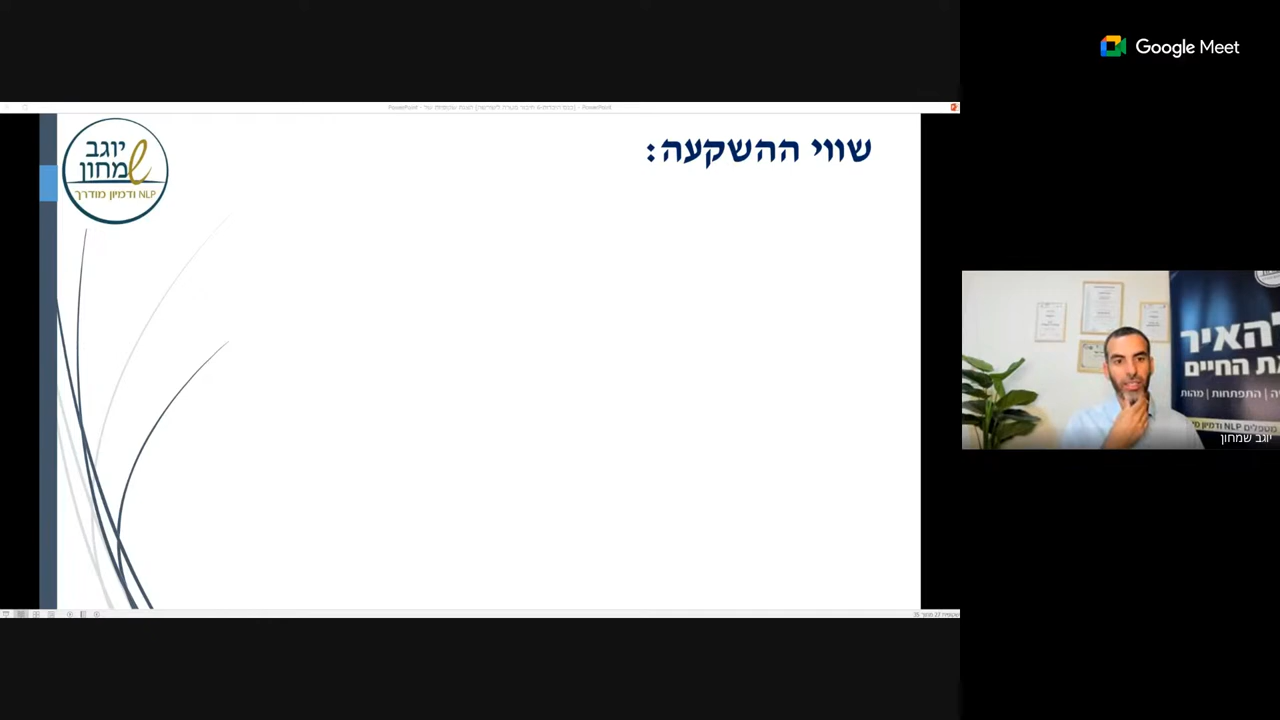 Google Meet
שווי ההשקעה:
יוגב
שמחון
NLP ודמיון מודרך
להאיר
את החיים
התפתחות | מהות
מטפלים NLP ודמיון
יוגב שמחון